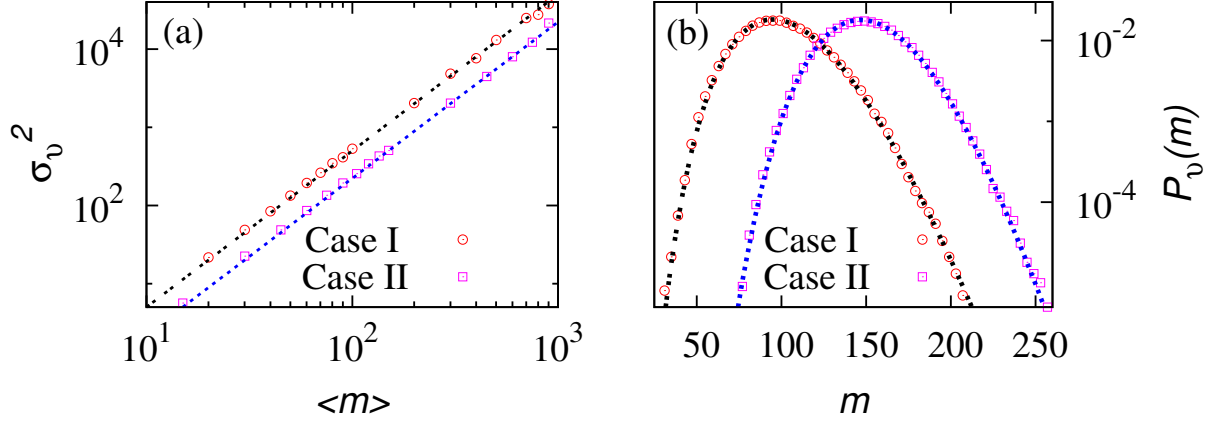 (a)
σ_υ^2
10^4
10^2
Case I
Case II
10^1 10^2 10^3
<m>
(b)
10^-2
10^-4
P_υ(m)
Case I
Case II
50 100 150 200 250
m